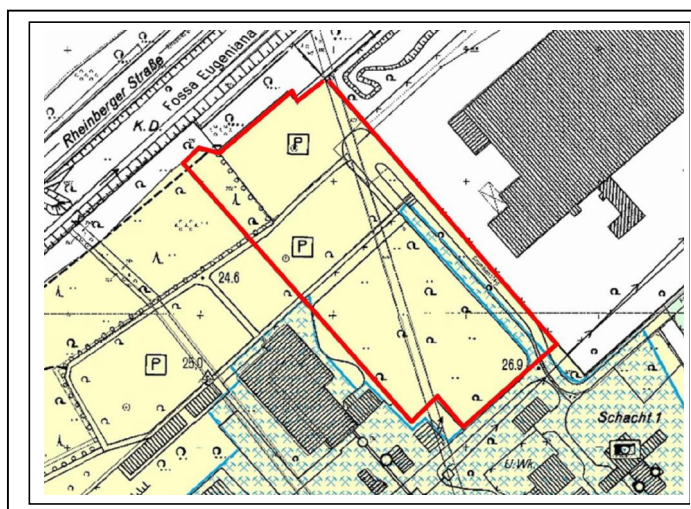 Rheinberger Straße
Fossa Eugeniana
K.D.
P
P
24.6
P
25.0
26.9
Schacht 1
U.Wk.